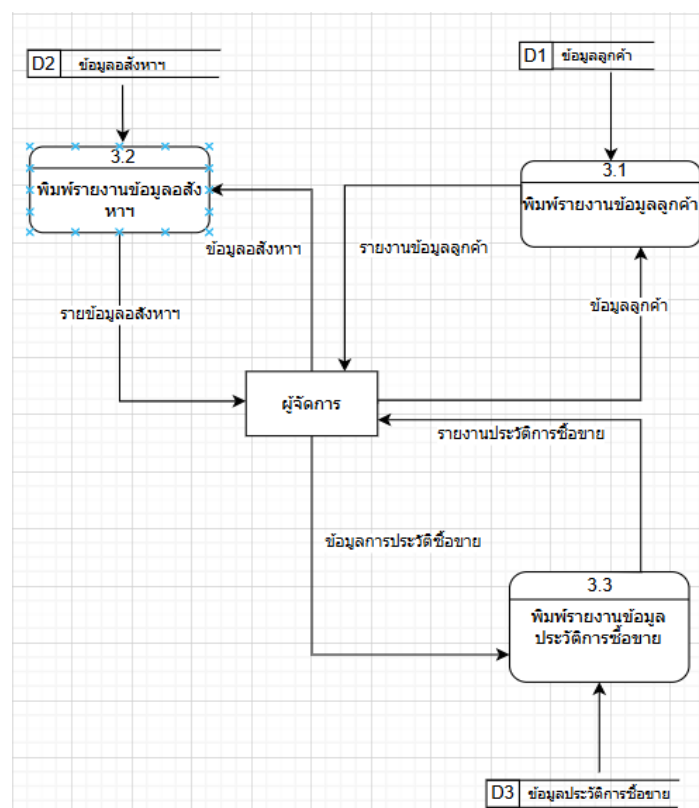 D2 ข้อมูลอสังหาฯ
D1 ข้อมูลลูกค้า
3.2
พิมพ์รายงานข้อมูลอสัง
หาฯ
3.1
พิมพ์รายงานข้อมูลลูกค้า
ข้อมูลอสังหาฯ
รายงานข้อมูลลูกค้า
รายข้อมูลอสังหาฯ
ข้อมูลลูกค้า
ผู้จัดการ
รายงานประวัติการซื้อขาย
ข้อมูลการประวัติซื้อขาย
3.3
พิมพ์รายงานข้อมูล
ประวัติการซื้อขาย
D3 ข้อมูลประวัติการซื้อขาย